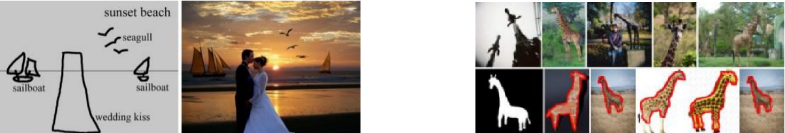 sunset beach
seagull
sailboat
sailboat
wedding kiss